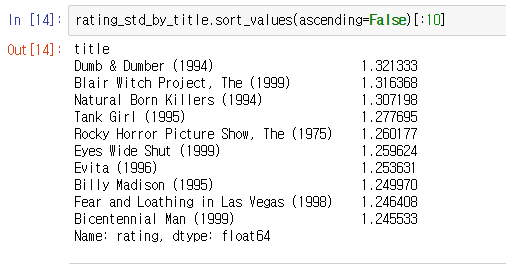 In [14]: rating_std_by_title.sort_values(ascending=False)[:10]
Out[14]: title
Dumb & Dumber (1994) 1.321333
Blair Witch Project, The (1999) 1.316368
Natural Born Killers (1994) 1.307198
Tank Girl (1995) 1.277695
Rocky Horror Picture Show, The (1975) 1.260177
Eyes Wide Shut (1999) 1.259624
Evita (1996) 1.253631
Billy Madison (1995) 1.249970
Fear and Loathing in Las Vegas (1998) 1.246408
Bicentennial Man (1999) 1.245533
Name: rating, dtype: float64